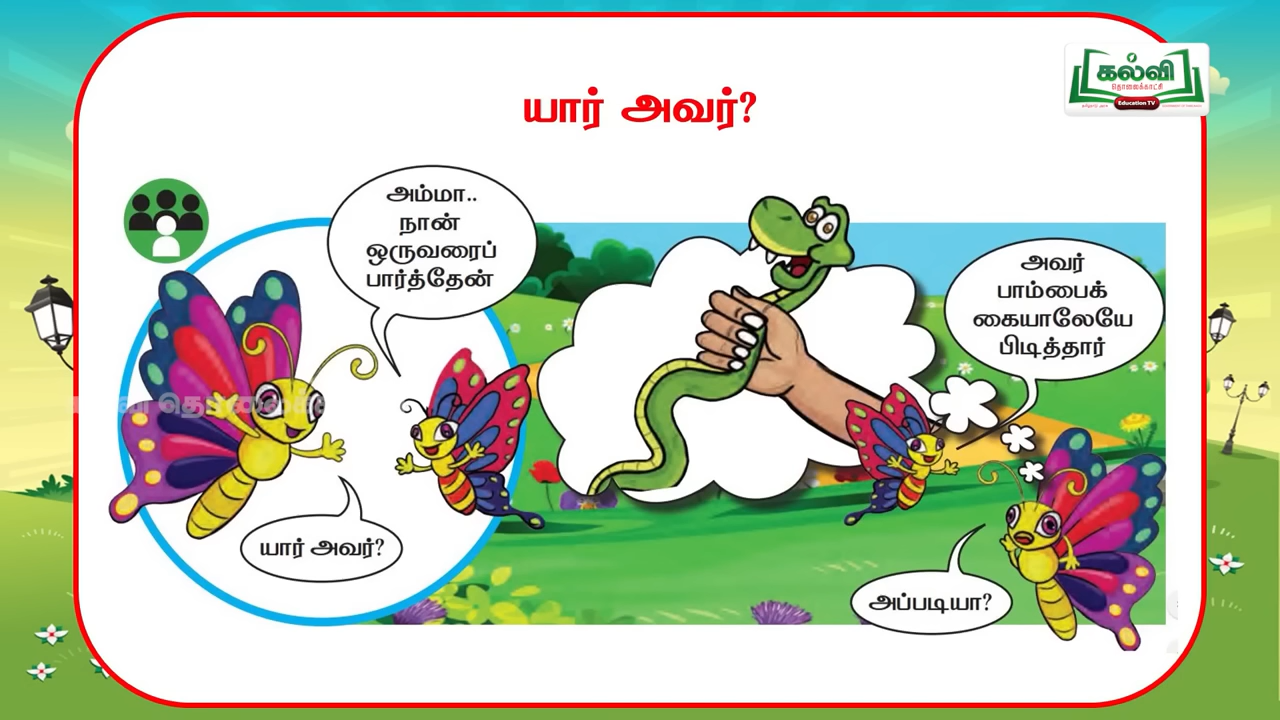 யார் அவர்?
கல்வி
தொலைக்காட்சி
Education TV
அம்மா..
நான்
ஒருவரைப்
பார்த்தேன்
யார் அவர்?
அவர்
பாம்பைக்
கையாலேயே
பிடித்தார்
அப்படியா?